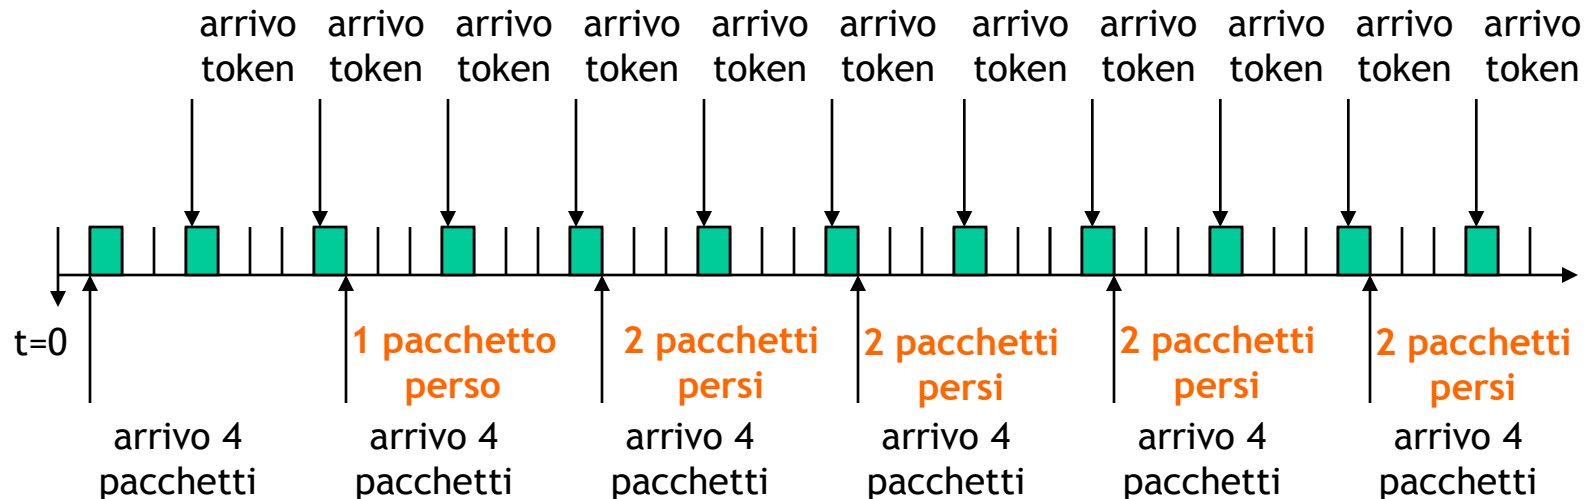 arrivo arrivo arrivo arrivo arrivo arrivo arrivo arrivo arrivo arrivo arrivo
token token token token token token token token token token token
t=0
1 pacchetto
perso
2 pacchetti
persi
2 pacchetti
persi
2 pacchetti
persi
2 pacchetti
persi
arrivo 4
pacchetti
arrivo 4
pacchetti
arrivo 4
pacchetti
arrivo 4
pacchetti
arrivo 4
pacchetti
arrivo 4
pacchetti